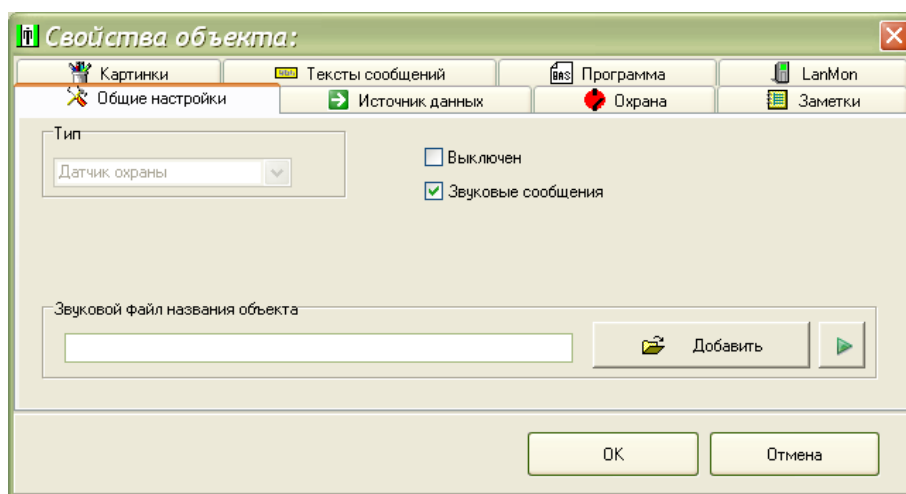 Свойства объекта:
Картинки Тексты сообщений Программа LanMon
Общие настройки Источник данных Охрана Заметки
Тип
Датчик охраны
Выключен
Звуковые сообщения
Звуковой файл названия объекта
Добавить
OK Отмена